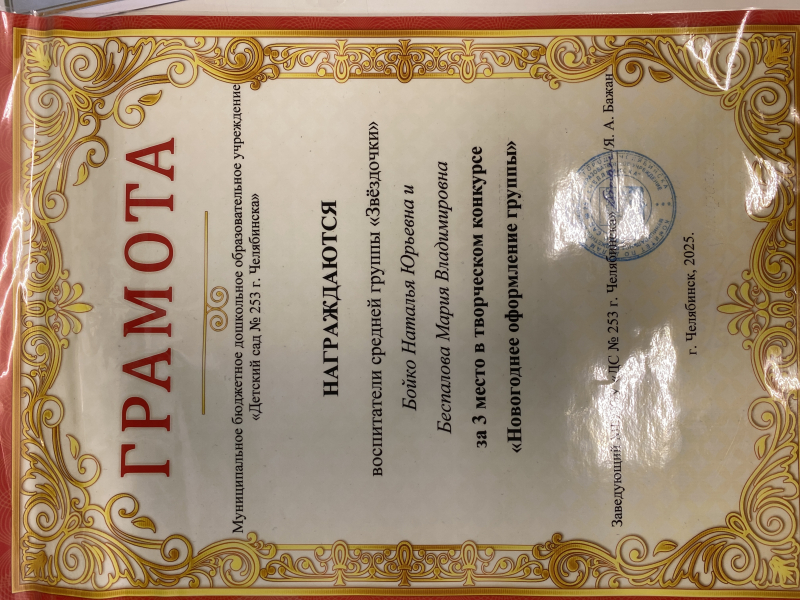 ГРАМОТА
Муниципальное бюджетное дошкольное образовательное учреждение
«Детский сад № 253 г. Челябинска»
НАГРАЖДАЮТСЯ
воспитатели средней группы «Звёздочки»
Бойко Наталья Юрьевна и
Беспалова Мария Владимировна
за 3 место в творческом конкурсе
«Новогоднее оформление группы»
Заведующий ДС № 253 г. Челябинска» Я. А. Бажан
г. Челябинск, 2025.